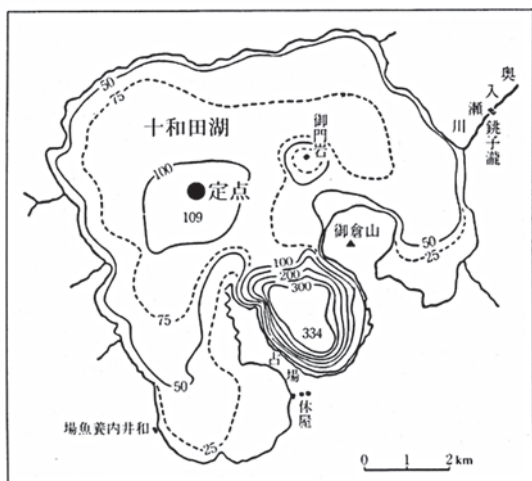 50
75
十和田湖
御門岩
奥入瀬川
銚子瀧
100
定点
109
御倉山
50
25
100
200
300
334
75
50
占場
休屋
場魚養内井和
25
0 1 2 km